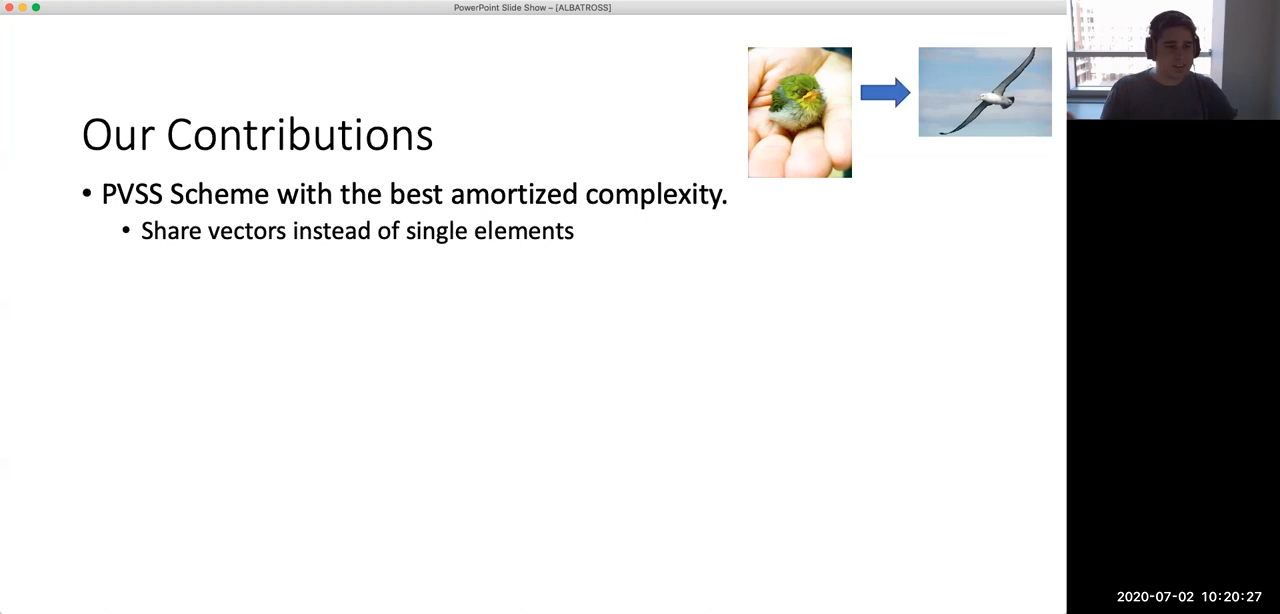 PowerPoint Slide Show – [ALBATROSS]
Our Contributions
• PVSS Scheme with the best amortized complexity.
• Share vectors instead of single elements
2020-07-02 10:20:27